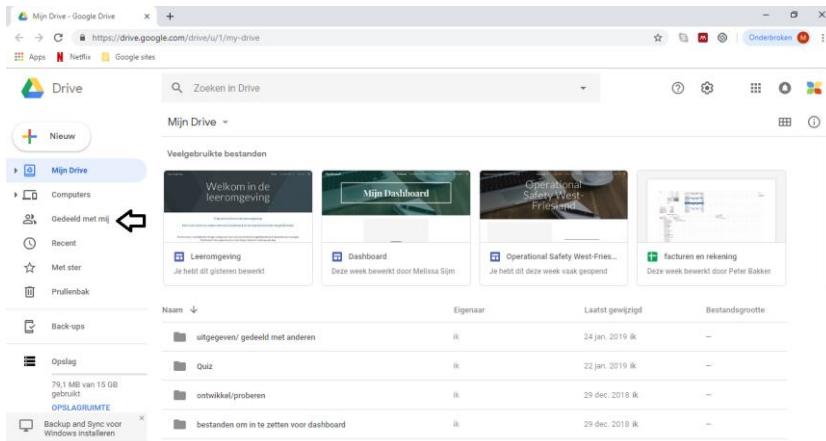 Mijn Drive - Google Drive
https://drive.google.com/drive/u/1/my-drive
Onderbroken M
Apps Netflix Google sites
Drive
Zoeken in Drive
Nieuw
Mijn Drive
Computers
Gedeeld met mij
Recent
Met ster
Prullenbak
Back-ups
Opslag
79,1 MB van 15 GB
gebruikt
OPSLAGRUIMTE
Backup and Sync voor
Windows installeren
Mijn Drive
Veelgebruikte bestanden
Welkom in de
leeromgeving
Leeromgeving
Je hebt dit gisteren bewerkt
Mijn Dashboard
Dashboard
Deze week bewerkt door Melissa Sijm
Operational
Safety West-
Friesland
Operational Safety West-Fries...
Je hebt dit deze week vaak geopend
facturen en rekening
Deze week bewerkt door Peter Bakker
Naam Eigenaar Laatst gewijzigd Bestandsgrootte
uitgegeven/ gedeeld met anderen ik 24 jan. 2019 ik –
Quiz ik 22 jan. 2019 ik –
ontwikkel/proberen ik 29 dec. 2018 ik –
bestanden om in te zetten voor dashboard ik 29 dec. 2018 ik –